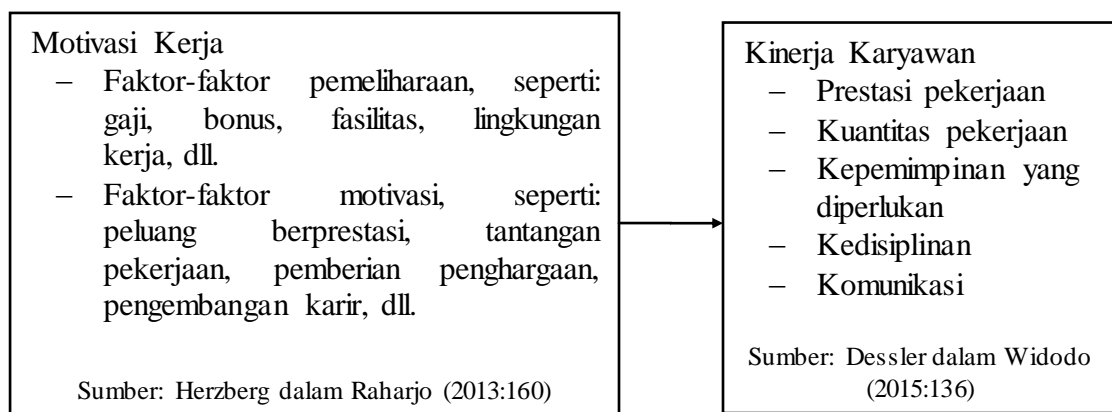 Motivasi Kerja
– Faktor-faktor pemeliharaan, seperti:
gaji, bonus, fasilitas, lingkungan
kerja, dll.
– Faktor-faktor motivasi, seperti:
peluang berprestasi, tantangan
pekerjaan, pemberian penghargaan,
pengembangan karir, dll.
Sumber: Herzberg dalam Raharjo (2013:160)
Kinerja Karyawan
– Prestasi pekerjaan
– Kuantitas pekerjaan
– Kepemimpinan yang
diperlukan
– Kedisiplinan
– Komunikasi
Sumber: Dessler dalam Widodo
(2015:136)